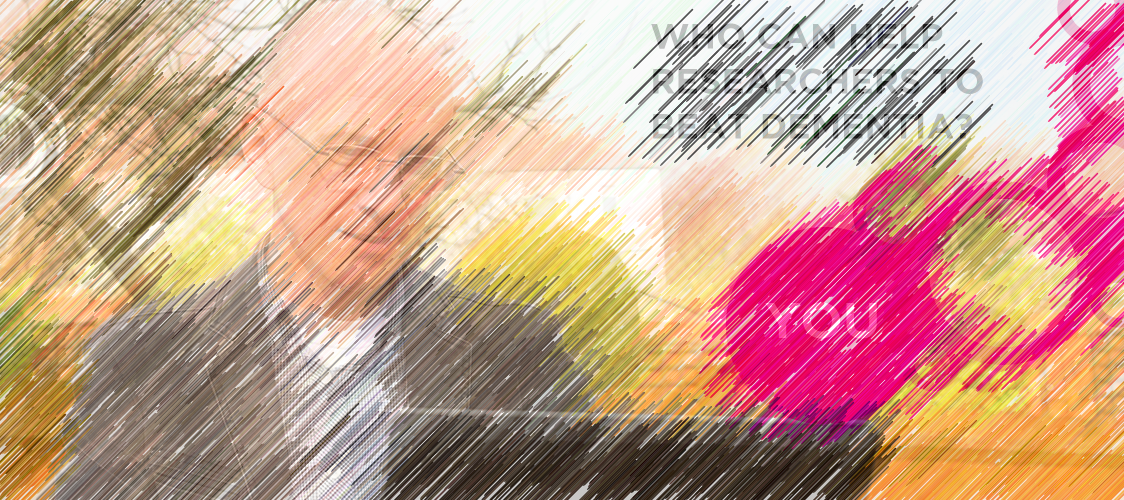 WHO CAN HELP
RESEARCHERS TO
BEAT DEMENTIA?
YOU